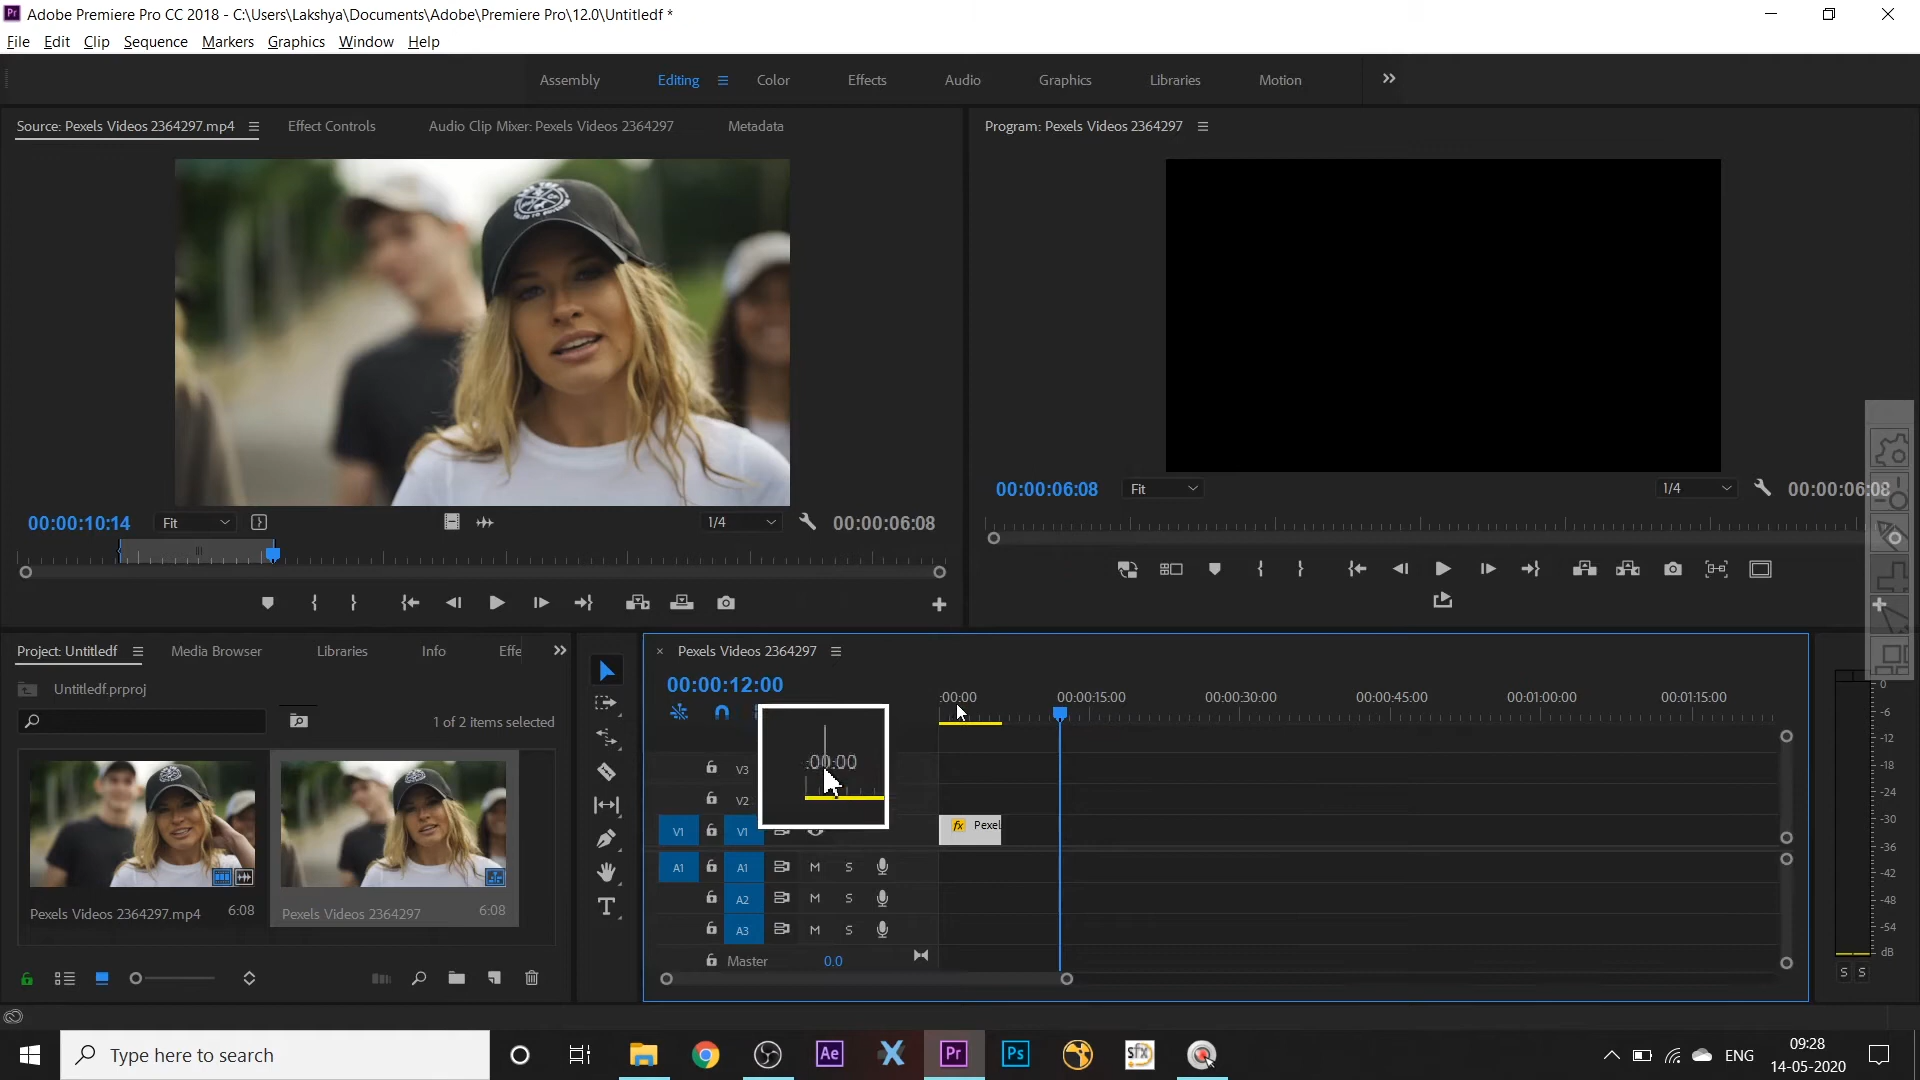 Pr Adobe Premiere Pro CC 2018 - C:\Users\Lakshya\Documents\Adobe\Premiere Pro\12.0\Untitledf *
File Edit Clip Sequence Markers Graphics Window Help
Assembly Editing Color Effects Audio Graphics Libraries Motion
Source: Pexels Videos 2364297.mp4 Effect Controls Audio Clip Mixer: Pexels Videos 2364297 Metadata
Program: Pexels Videos 2364297
00:00:10:14 Fit 1/4 00:00:06:08
00:00:06:08 Fit 1/4 00:00:06:08
Project: Untitledf Media Browser Libraries Info Effe
Untitledf.prproj
1 of 2 items selected
Pexels Videos 2364297.mp4 6:08
Pexels Videos 2364297 6:08
T
× Pexels Videos 2364297
00:00:12:00
:00:00 00:00:15:00 00:00:30:00 00:00:45:00 00:01:00:00 00:01:15:00
:00:00
V3
V2
V1 V1 fx Pexel
A1 A1 M S
A2 M S
A3 M S
Master 0.0
0
-6
-12
-18
-24
-30
-36
-42
-48
-54
dB
S S
Type here to search
Ae Pr Ps sfx
ENG
09:28
14-05-2020